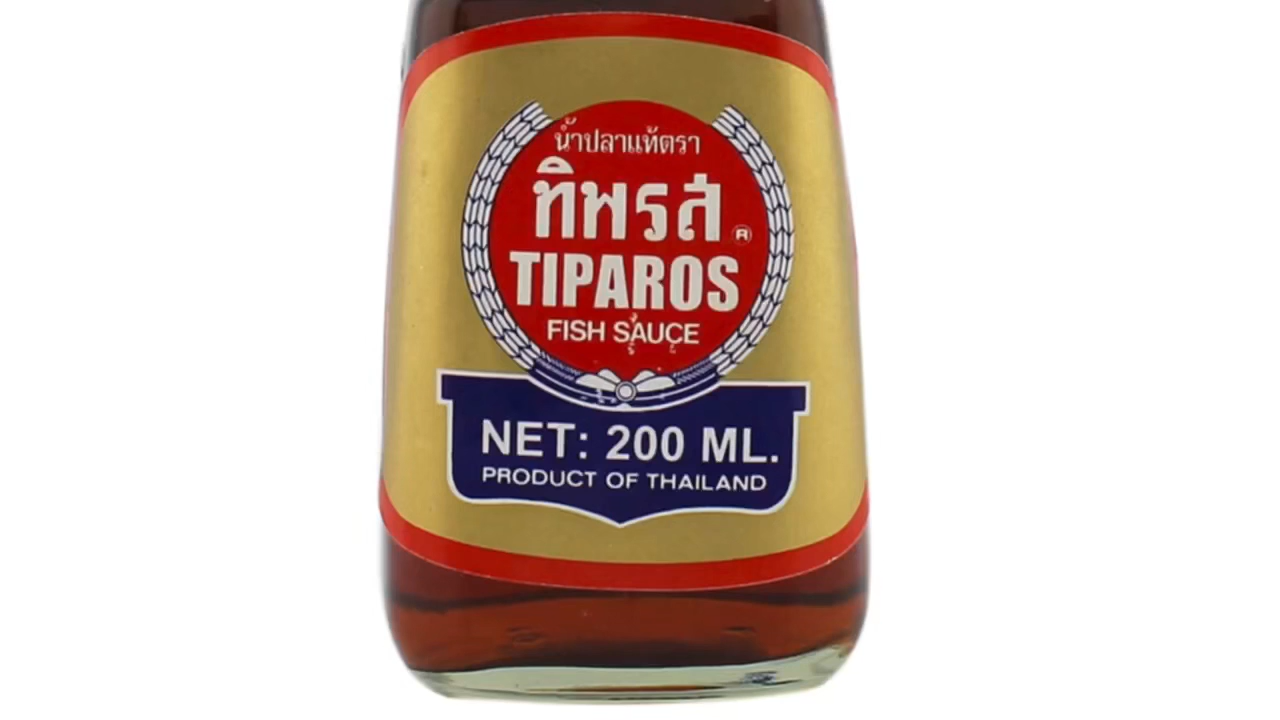 น้ำปลาแท้ตรา
ทิพรส ®
TIPAROS
FISH SAUCE
NET: 200 ML.
PRODUCT OF THAILAND